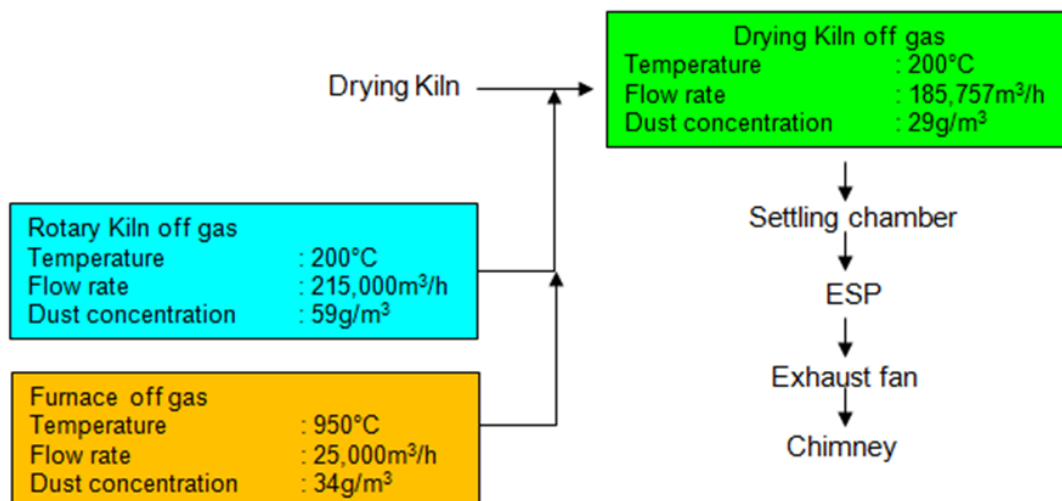 Drying Kiln
Drying Kiln off gas
Temperature : 200°C
Flow rate : 185,757m³/h
Dust concentration : 29g/m³
Rotary Kiln off gas
Temperature : 200°C
Flow rate : 215,000m³/h
Dust concentration : 59g/m³
Furnace off gas
Temperature : 950°C
Flow rate : 25,000m³/h
Dust concentration : 34g/m³
Settling chamber
ESP
Exhaust fan
Chimney